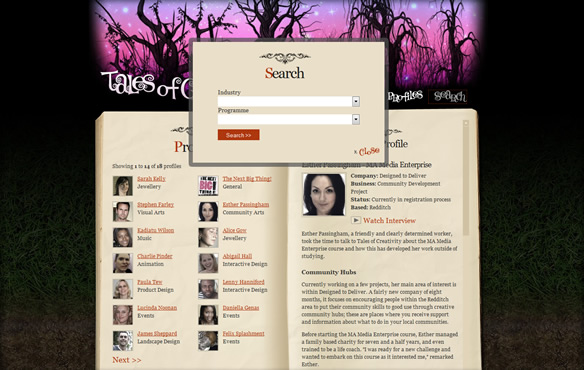 Tales of C
Profiles
Search
Search
Industry
Programme
Search >>
x Close
Pr
ofile
Showing 1 to 14 of 18 profiles
Sarah Kelly
Jewellery
The Next Big Thing!
General
Stephen Farley
Visual Arts
Esther Passingham
Community Arts
Kadiatu Wilson
Music
Alice Gow
Jewellery
Charlie Pinder
Animation
Abigail Hall
Interactive Design
Paula Tew
Product Design
Lenny Hanniford
Interactive Design
Lucinda Noonan
Events
Daniella Genas
Events
James Sheppard
Landscape Design
Felix Splashment
Events
Next >>
Esther Passingham - MA Media Enterprise
Company: Designed to Deliver
Business: Community Development
Project
Status: Currently in registration process
Based: Redditch
Watch Interview
Esther Passingham, a friendly and clearly determined worker,
took the time to talk to Tales of Creativity about the MA Media
Enterprise course and how this has developed her work outside of
studying.
Community Hubs
Currently working on a few projects, her main area of interest is
within Designed to Deliver. A fairly new company of eight
months, it focuses on encouraging people within the Redditch
area to put their community skills to good use through creative
community hubs; these are places where you receive support
and information about what to do in your local communities.
Before starting the MA Media Enterprise course, Esther managed
a family based charity for seven and a half years, and even
trained to be a life coach. "I was ready for a new challenge and
wanted to embark on this course as it interested me," remarked
Esther.